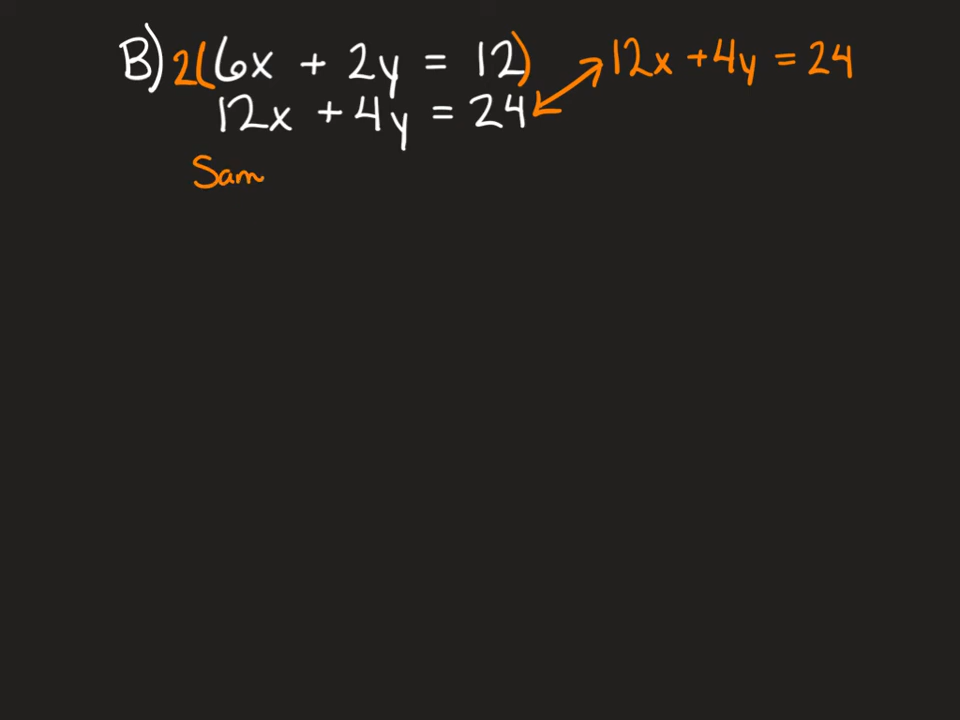 B) 2(6x + 2y = 12) 12x + 4y = 24
12x + 4y = 24
Sam